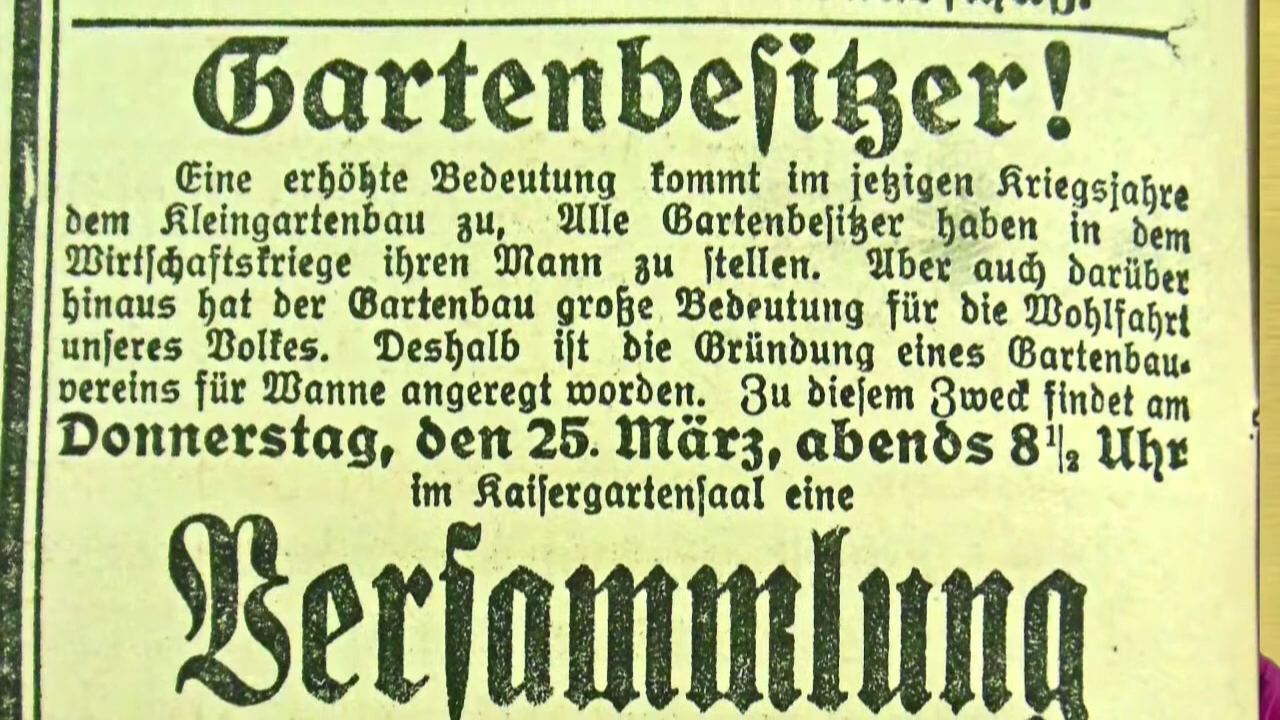 Gartenbesitzer!
Eine erhöhte Bedeutung kommt im jetzigen Kriegsjahre
dem Kleingartenbau zu, Alle Gartenbesitzer haben in dem
Wirtschaftskriege ihren Mann zu stellen. Aber auch darüber
hinaus hat der Gartenbau große Bedeutung für die Wohlfahrt
unseres Volkes. Deshalb ist die Gründung eines Gartenbau-
vereins für Wanne angeregt worden. Zu diesem Zweck findet am
Donnerstag, den 25. März, abends 8½ Uhr
im Kaisergartensaal eine
Versammlung